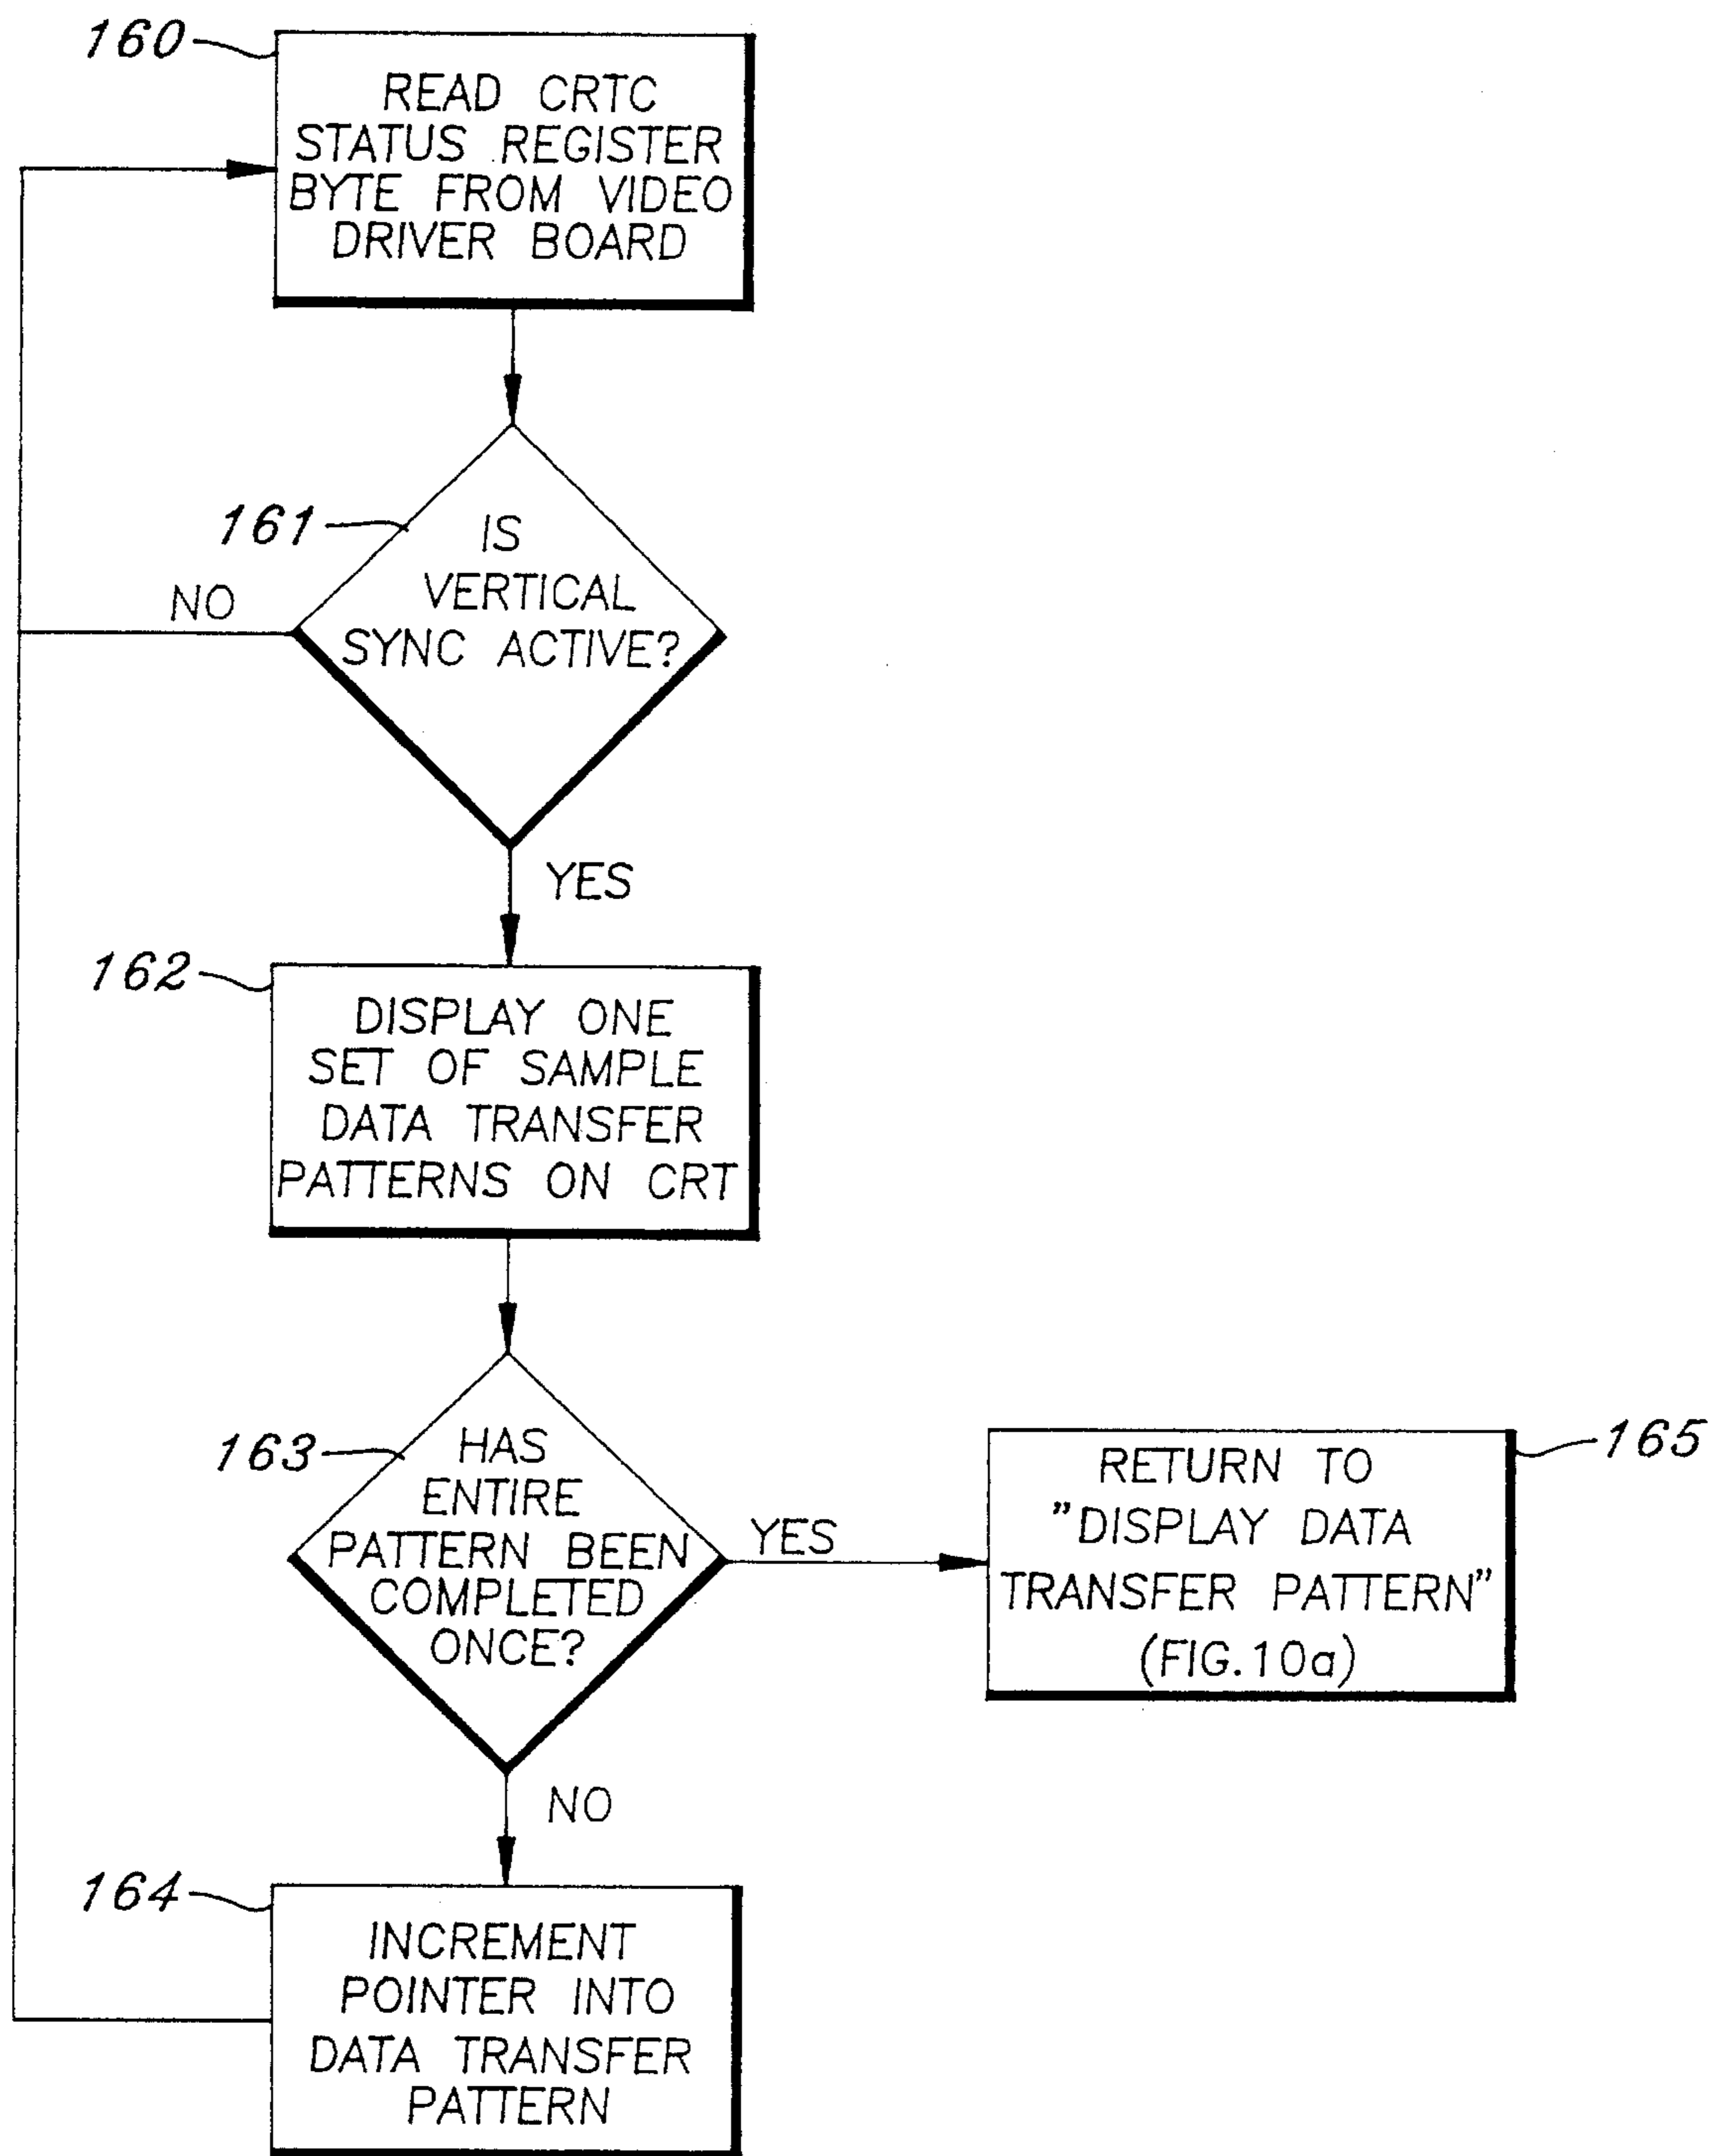 160
READ CRTC
STATUS REGISTER
BYTE FROM VIDEO
DRIVER BOARD
161
IS
VERTICAL
SYNC ACTIVE?
NO
YES
162
DISPLAY ONE
SET OF SAMPLE
DATA TRANSFER
PATTERNS ON CRT
163
HAS
ENTIRE
PATTERN BEEN
COMPLETED
ONCE?
YES
165
RETURN TO
"DISPLAY DATA
TRANSFER PATTERN"
(FIG.10a)
NO
164
INCREMENT
POINTER INTO
DATA TRANSFER
PATTERN